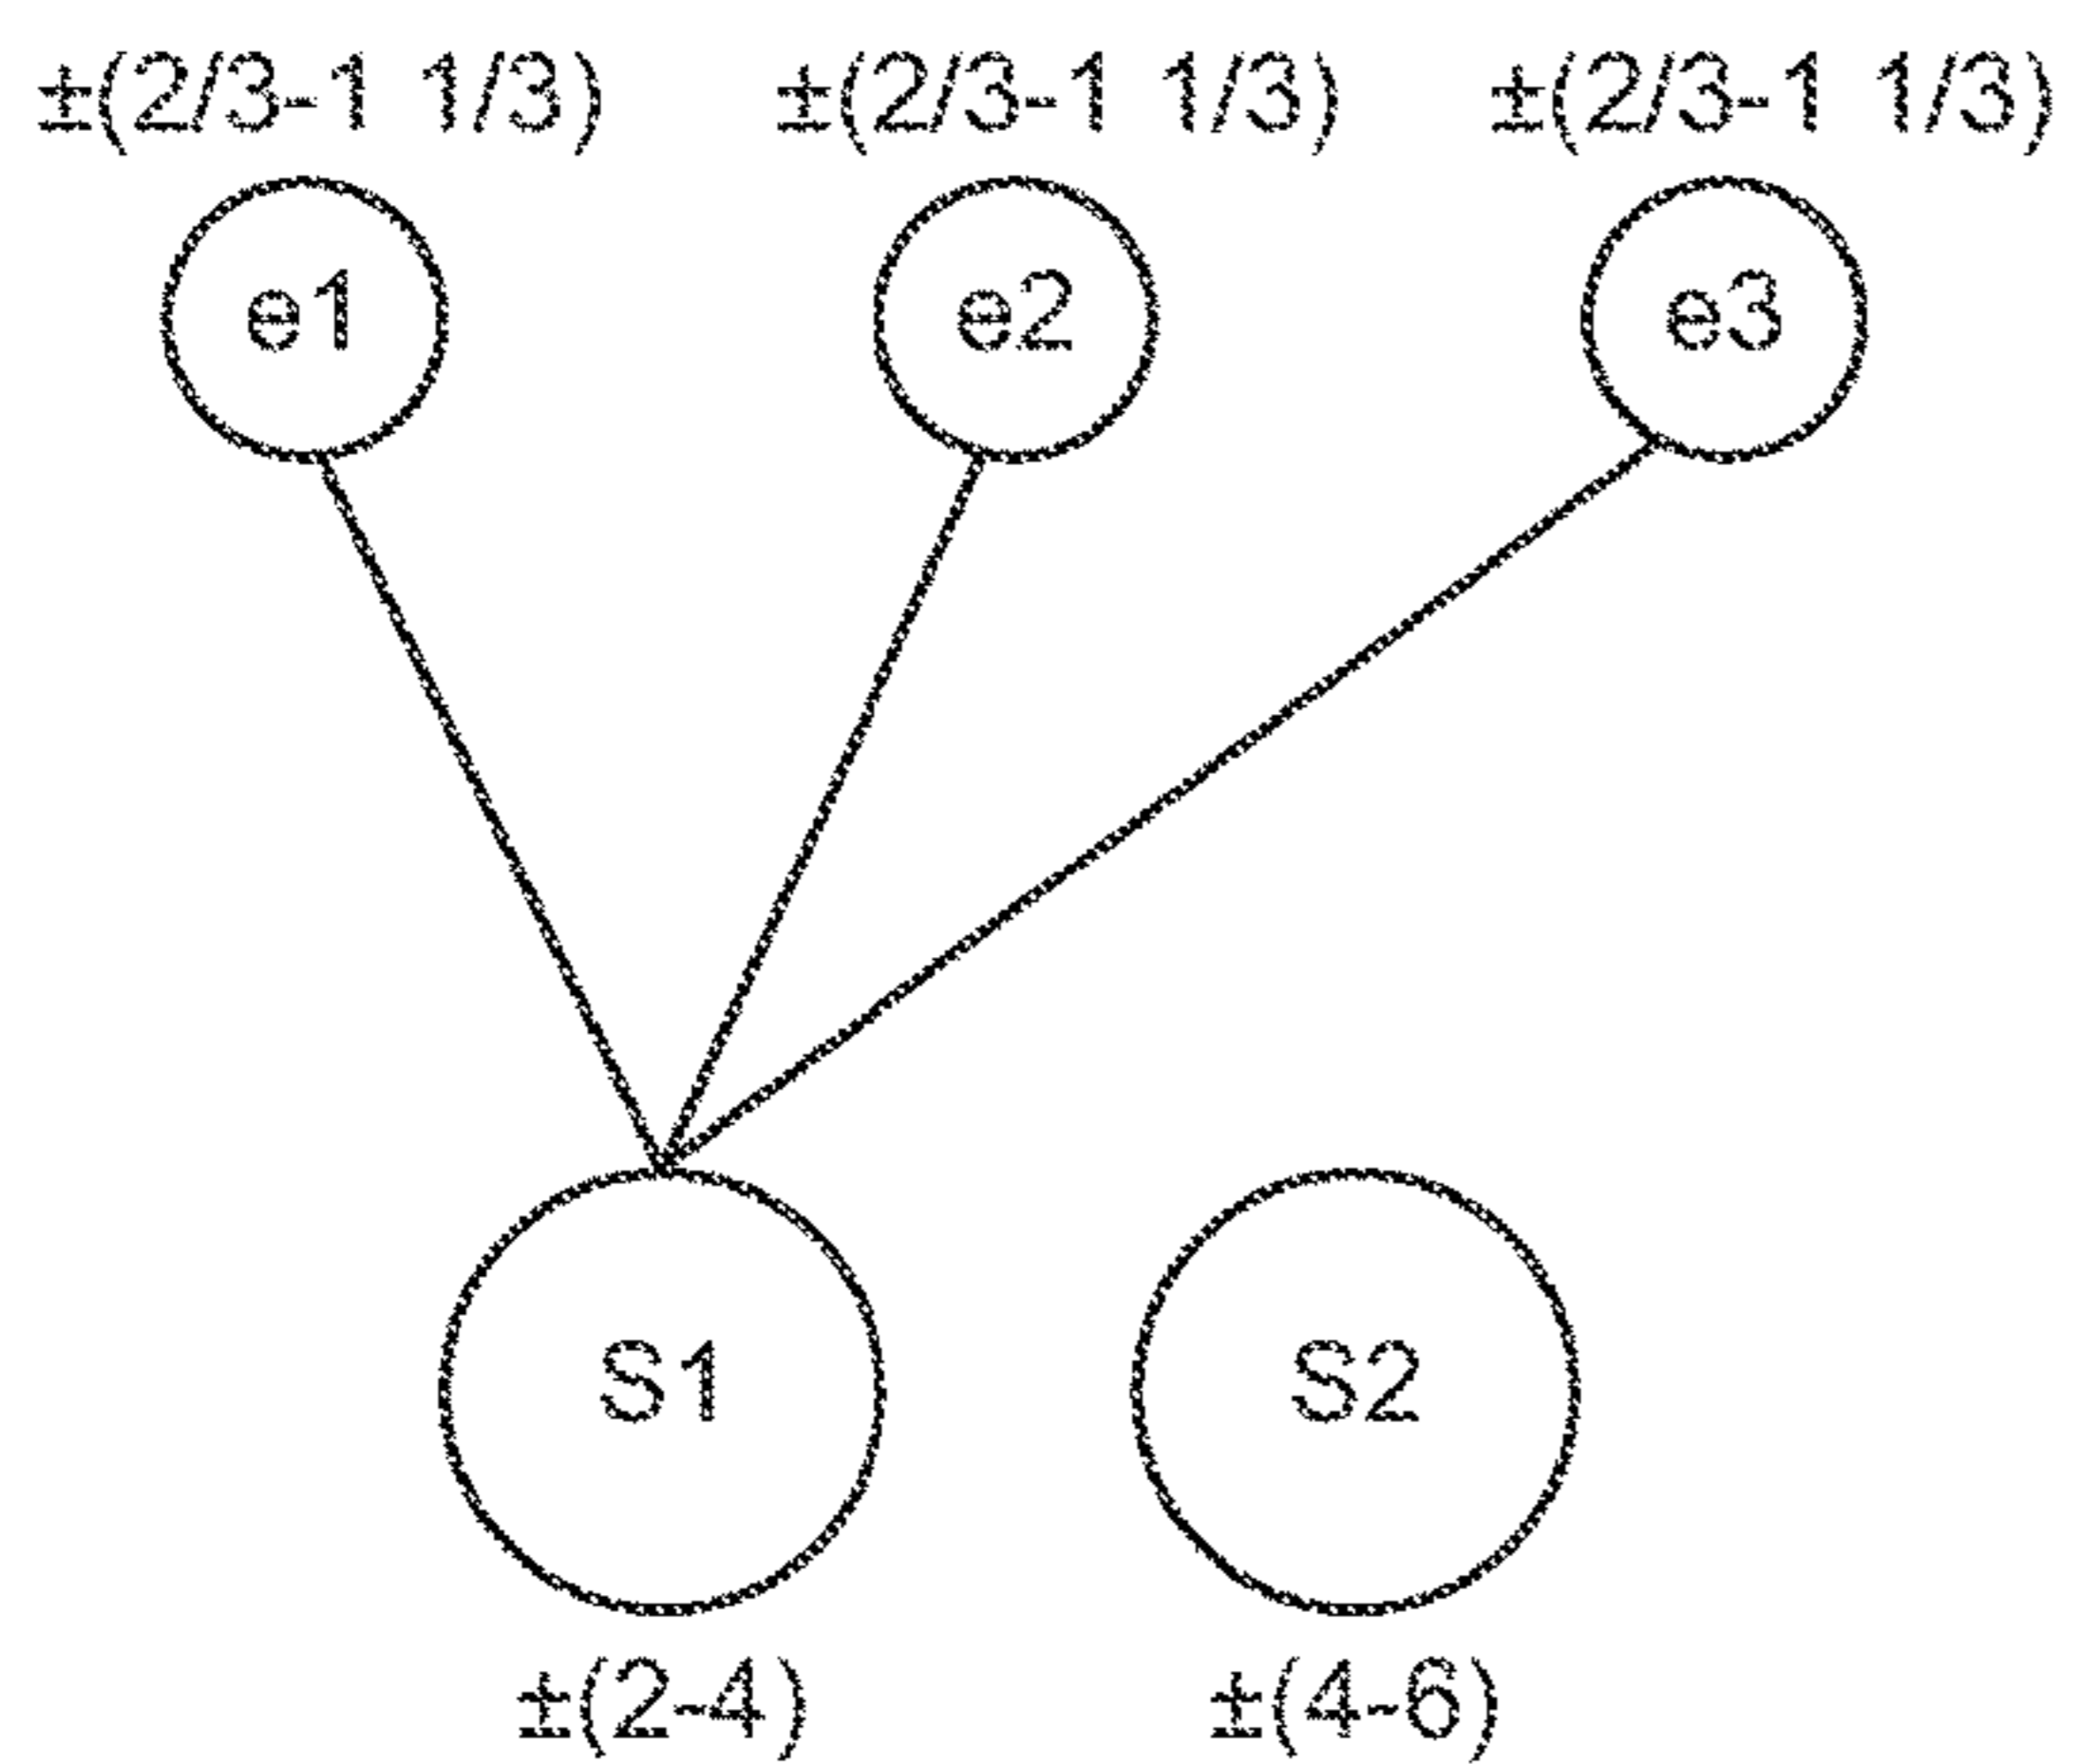 ±(2/3-1 1/3) ±(2/3-1 1/3) ±(2/3-1 1/3)
e1 e2 e3
S1 S2
±(2-4) ±(4-6)